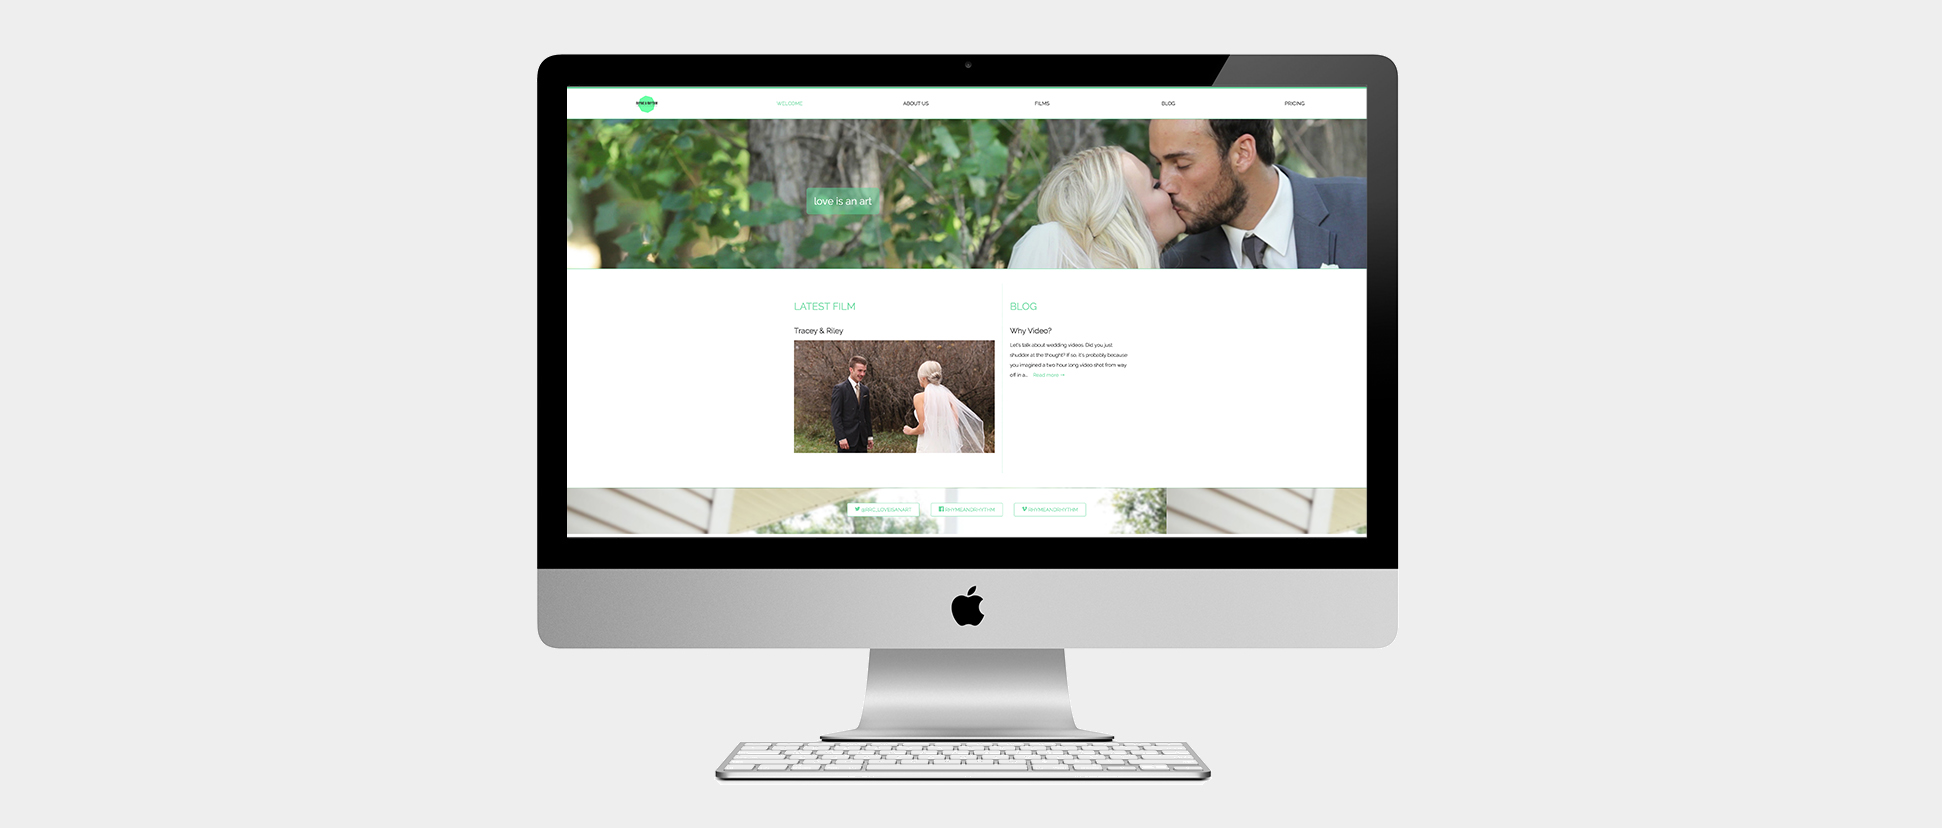 WELCOME
ABOUT US
FILMS
BLOG
PRICING
love is an art
LATEST FILM
Tracey & Riley
BLOG
Why Video?
Let's talk about wedding videos. Did you just
shudder at the thought? If so, it's probably because
you imagined a two hour long video shot from way
off in a... Read more →
@RRC_LOVEISANART
RHYMEANDRHYTHM
RHYMEANDRHYTHM